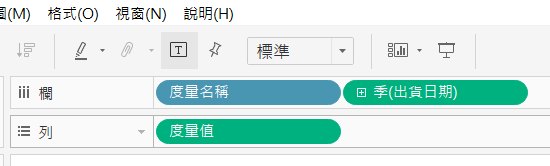 圖(M) 格式(O) 視窗(W) 說明(H)
T 標準
欄 度量名稱 季(出貨日期)
列 度量值